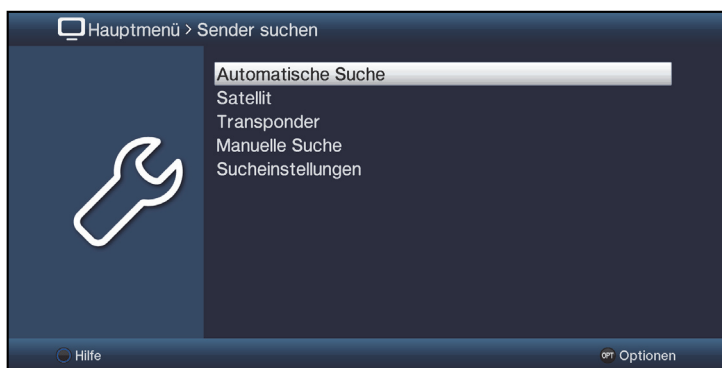 Hauptmenü > Sender suchen
Automatische Suche
Satellit
Transponder
Manuelle Suche
Sucheinstellungen
Hilfe
OPT Optionen